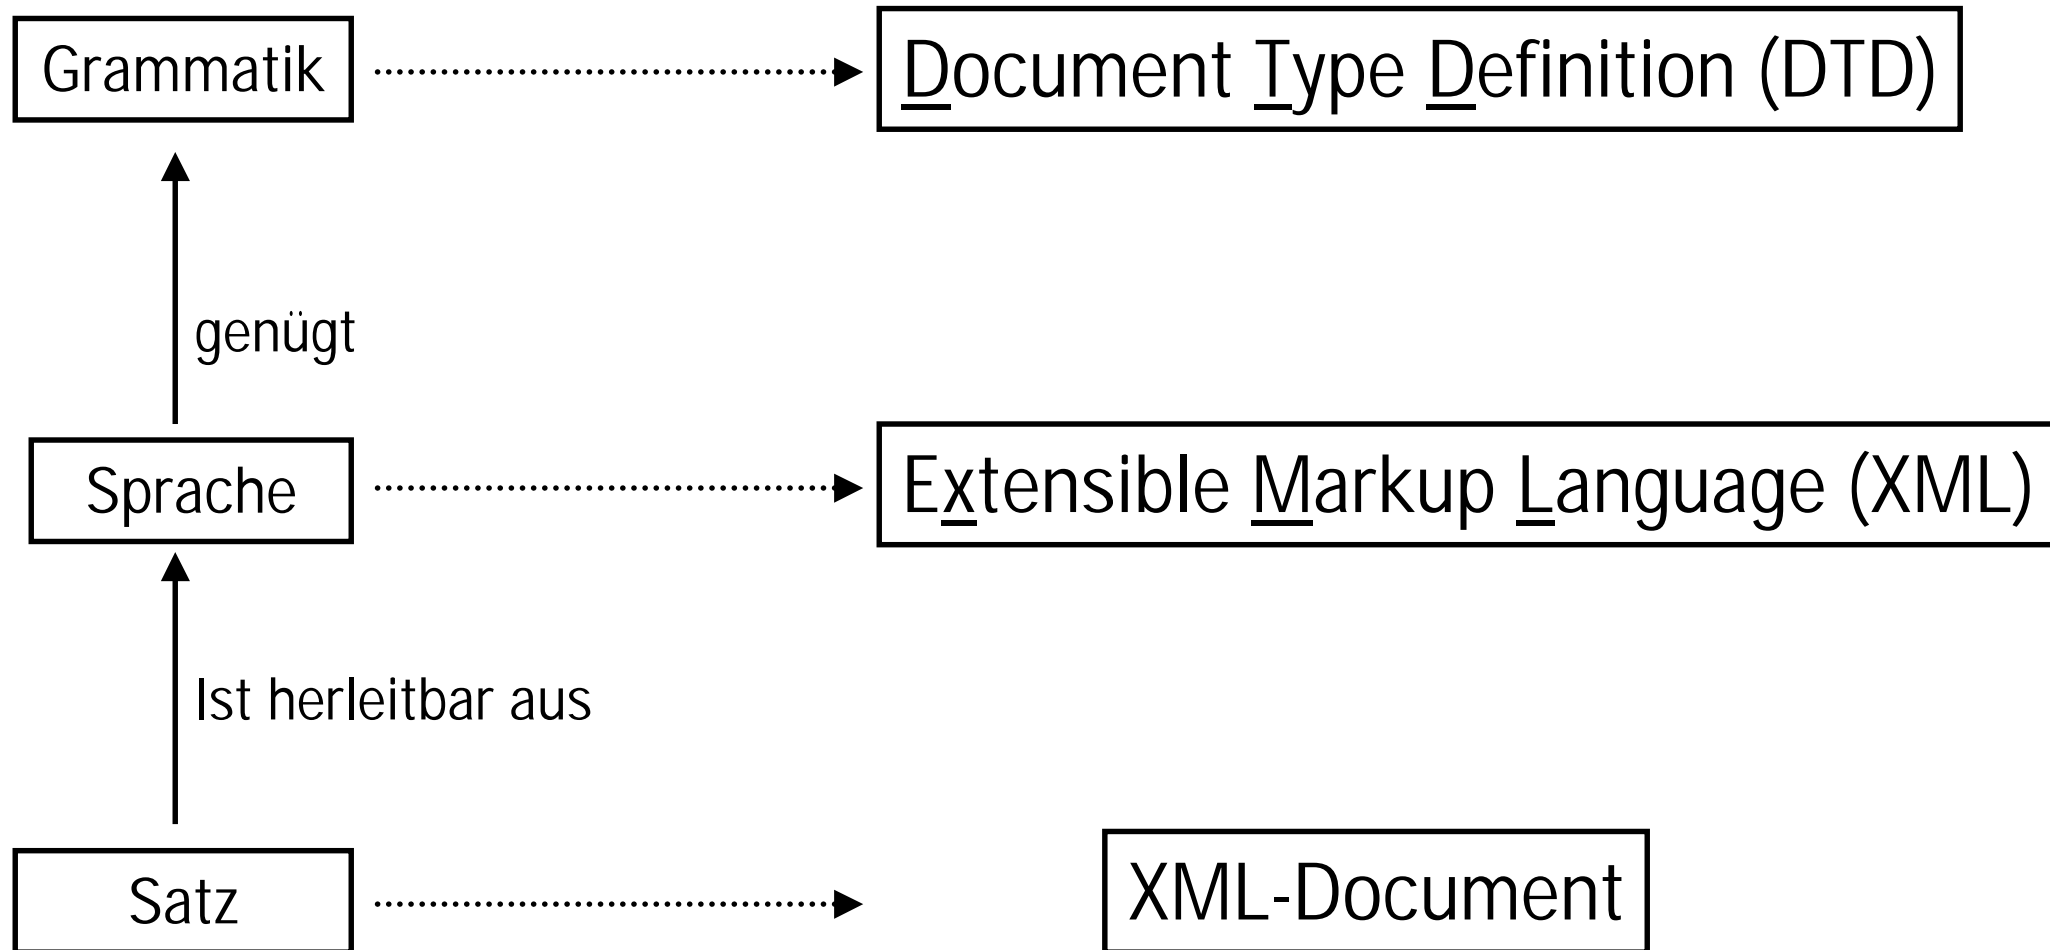 Grammatik
Document Type Definition (DTD)
genügt
Sprache
Extensible Markup Language (XML)
Ist herleitbar aus
Satz
XML-Document